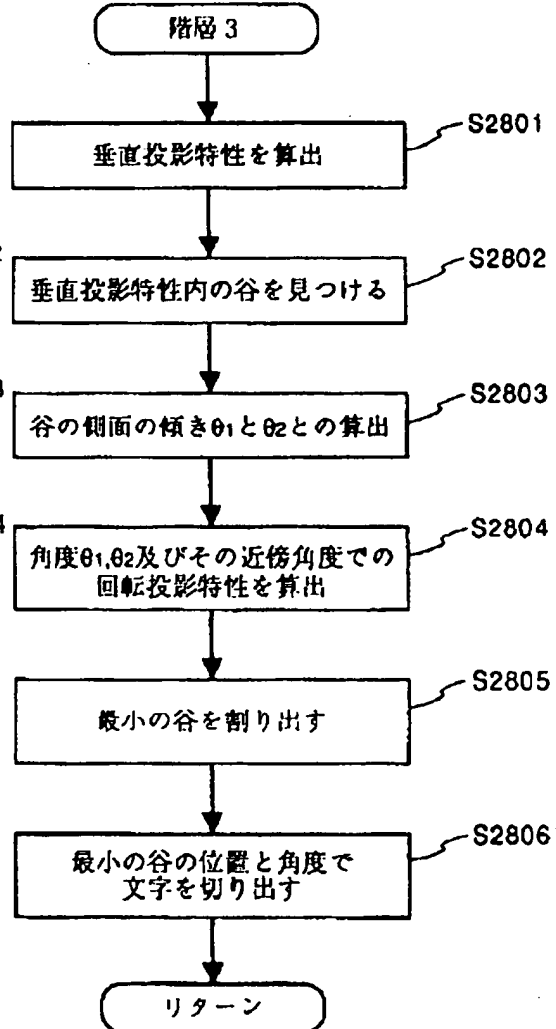 階層3
S2801
垂直投影特性を算出
S2802
垂直投影特性内の谷を見つける
S2803
谷の側面の傾きθ1とθ2との算出
S2804
角度θ1,θ2及びその近傍角度での
回転投影特性を算出
S2805
最小の谷を割り出す
S2806
最小の谷の位置と角度で
文字を切り出す
リターン